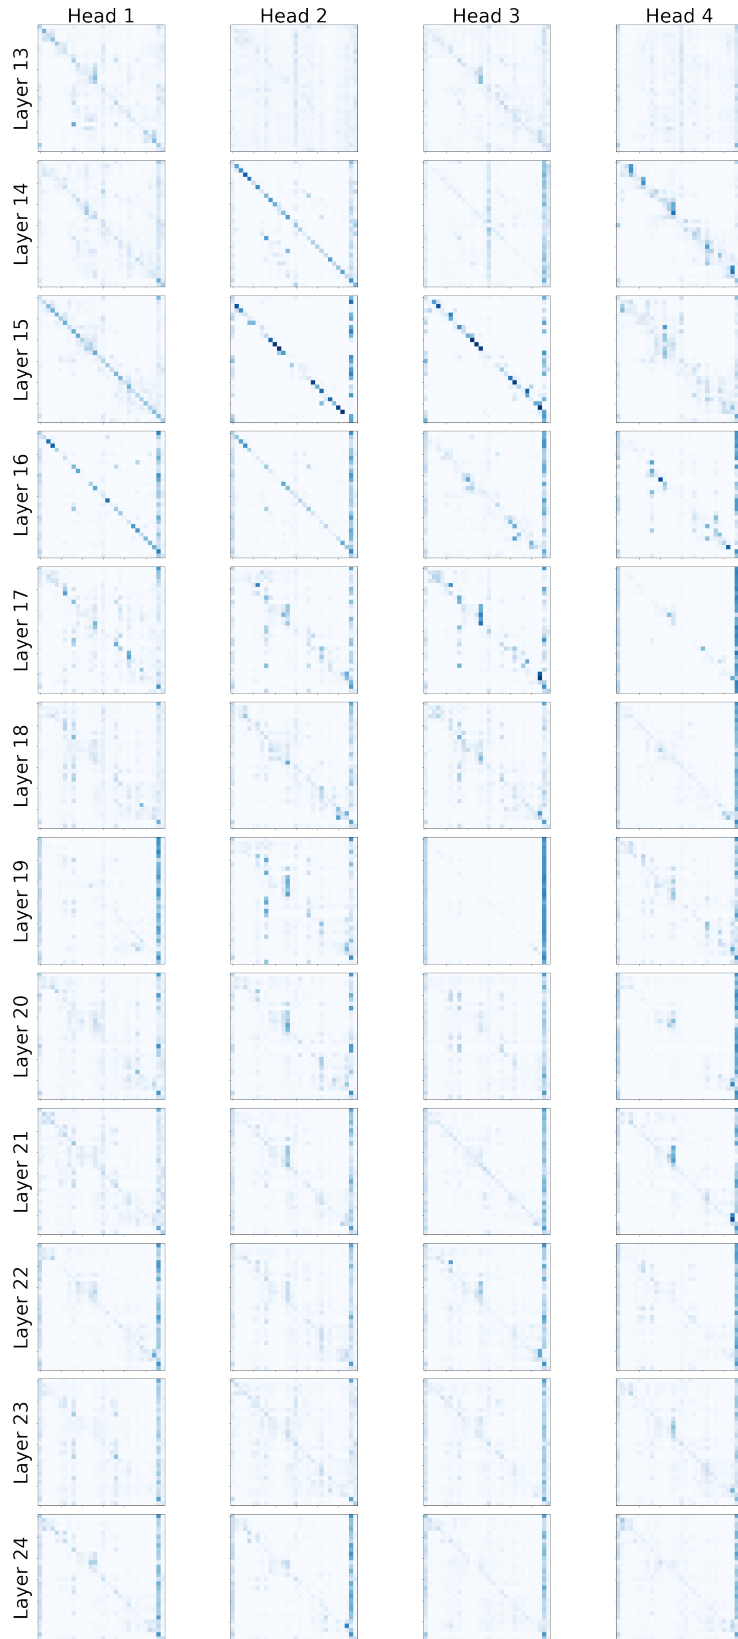 Head 1 Head 2 Head 3 Head 4
Layer 13
Layer 14
Layer 15
Layer 16
Layer 17
Layer 18
Layer 19
Layer 20
Layer 21
Layer 22
Layer 23
Layer 24